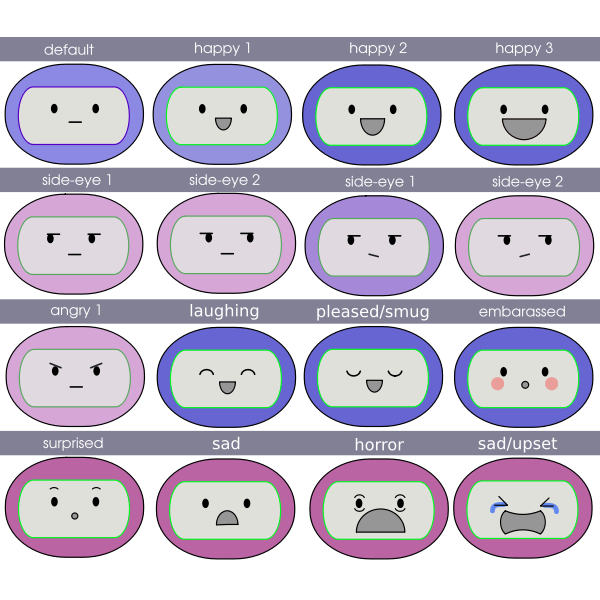 default happy 1 happy 2 happy 3
side-eye 1 side-eye 2 side-eye 1 side-eye 2
angry 1 laughing pleased/smug embarassed
surprised sad horror sad/upset